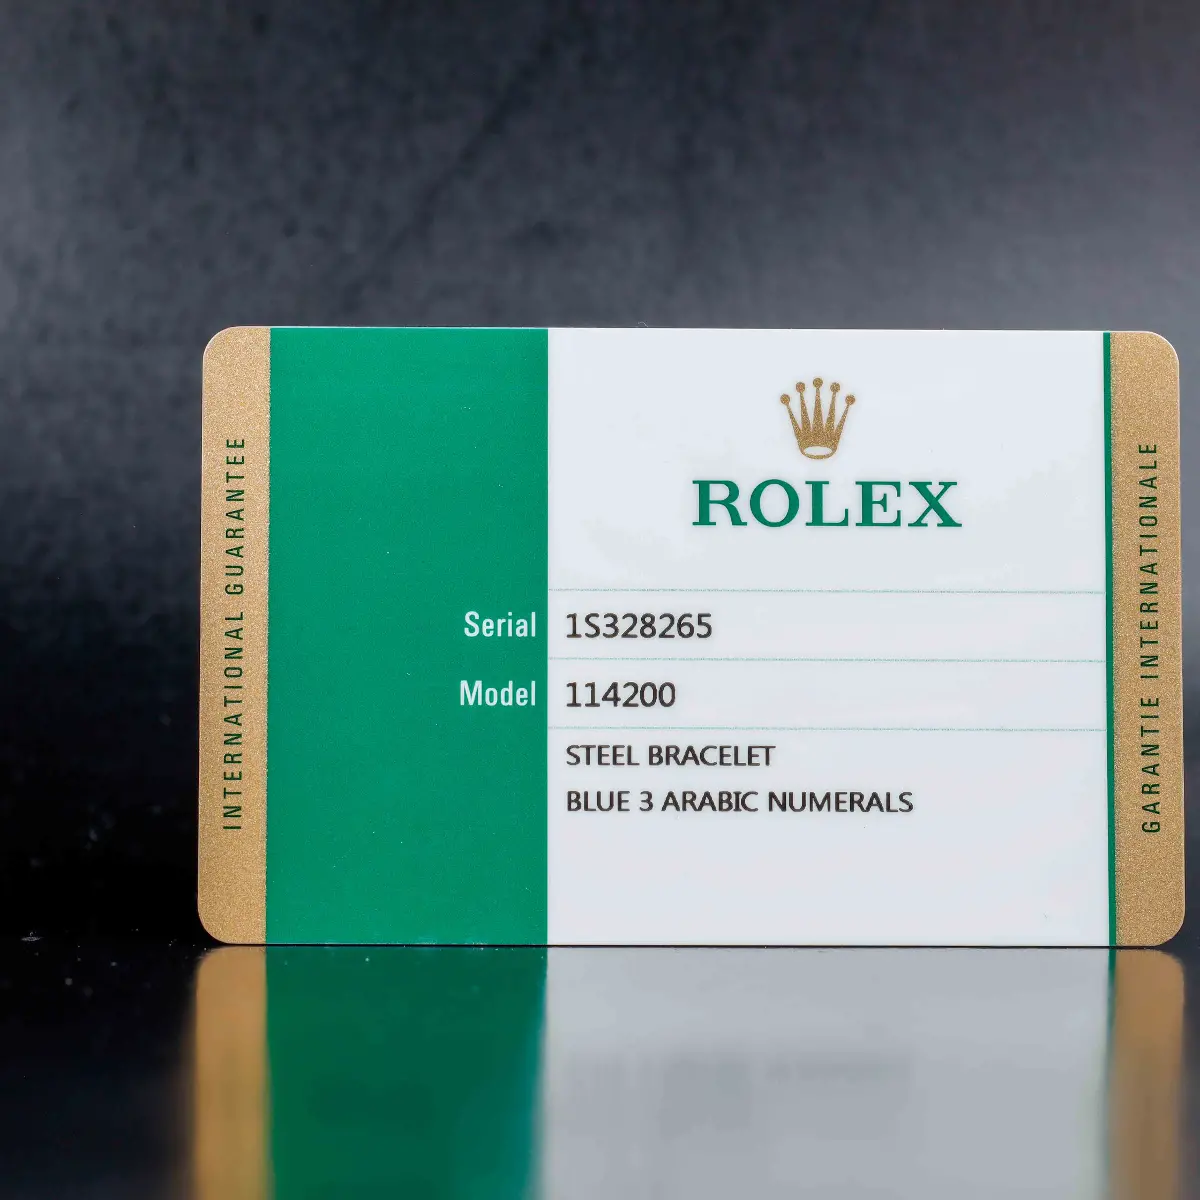 INTERNATIONAL GUARANTEE
ROLEX
Serial 1S328265
Model 114200
STEEL BRACELET
BLUE 3 ARABIC NUMERALS
GARANTIE INTERNATIONALE